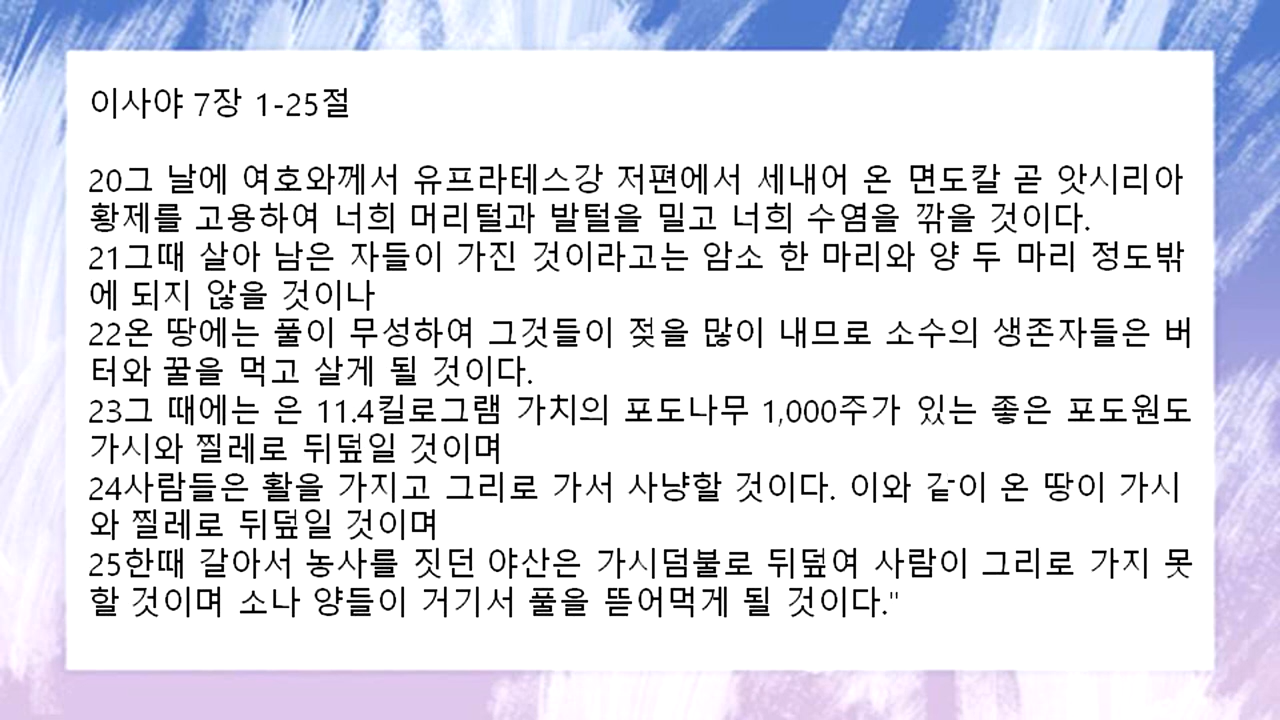 이사야 7장 1-25절
20그 날에 여호와께서 유프라테스강 저편에서 세내어 온 면도칼 곧 앗시리아
황제를 고용하여 너희 머리털과 발털을 밀고 너희 수염을 깎을 것이다.
21그때 살아 남은 자들이 가진 것이라고는 암소 한 마리와 양 두 마리 정도밖
에 되지 않을 것이나
22온 땅에는 풀이 무성하여 그것들이 젖을 많이 내므로 소수의 생존자들은 버
터와 꿀을 먹고 살게 될 것이다.
23그 때에는 은 11.4킬로그램 가치의 포도나무 1,000주가 있는 좋은 포도원도
가시와 찔레로 뒤덮일 것이며
24사람들은 활을 가지고 그리로 가서 사냥할 것이다. 이와 같이 온 땅이 가시
와 찔레로 뒤덮일 것이며
25한때 갈아서 농사를 짓던 야산은 가시덤불로 뒤덮여 사람이 그리로 가지 못
할 것이며 소나 양들이 거기서 풀을 뜯어먹게 될 것이다."